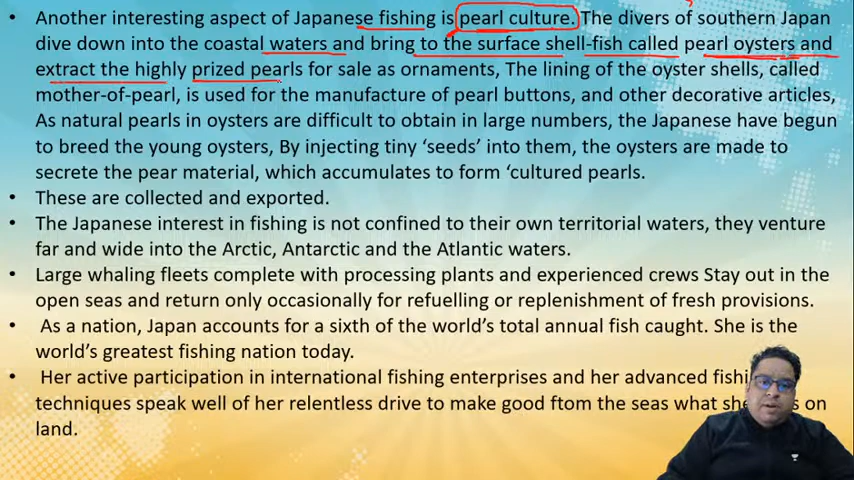 • Another interesting aspect of Japanese fishing is pearl culture. The divers of southern Japan
dive down into the coastal waters and bring to the surface shell-fish called pearl oysters and
extract the highly prized pearls for sale as ornaments, The lining of the oyster shells, called
mother-of-pearl, is used for the manufacture of pearl buttons, and other decorative articles,
As natural pearls in oysters are difficult to obtain in large numbers, the Japanese have begun
to breed the young oysters, By injecting tiny ‘seeds’ into them, the oysters are made to
secrete the pear material, which accumulates to form ‘cultured pearls.
• These are collected and exported.
• The Japanese interest in fishing is not confined to their own territorial waters, they venture
far and wide into the Arctic, Antarctic and the Atlantic waters.
• Large whaling fleets complete with processing plants and experienced crews Stay out in the
open seas and return only occasionally for refuelling or replenishment of fresh provisions.
• As a nation, Japan accounts for a sixth of the world’s total annual fish caught. She is the
world’s greatest fishing nation today.
• Her active participation in international fishing enterprises and her advanced
techniques speak well of her relentless drive to make good ftom the seas what on
land.